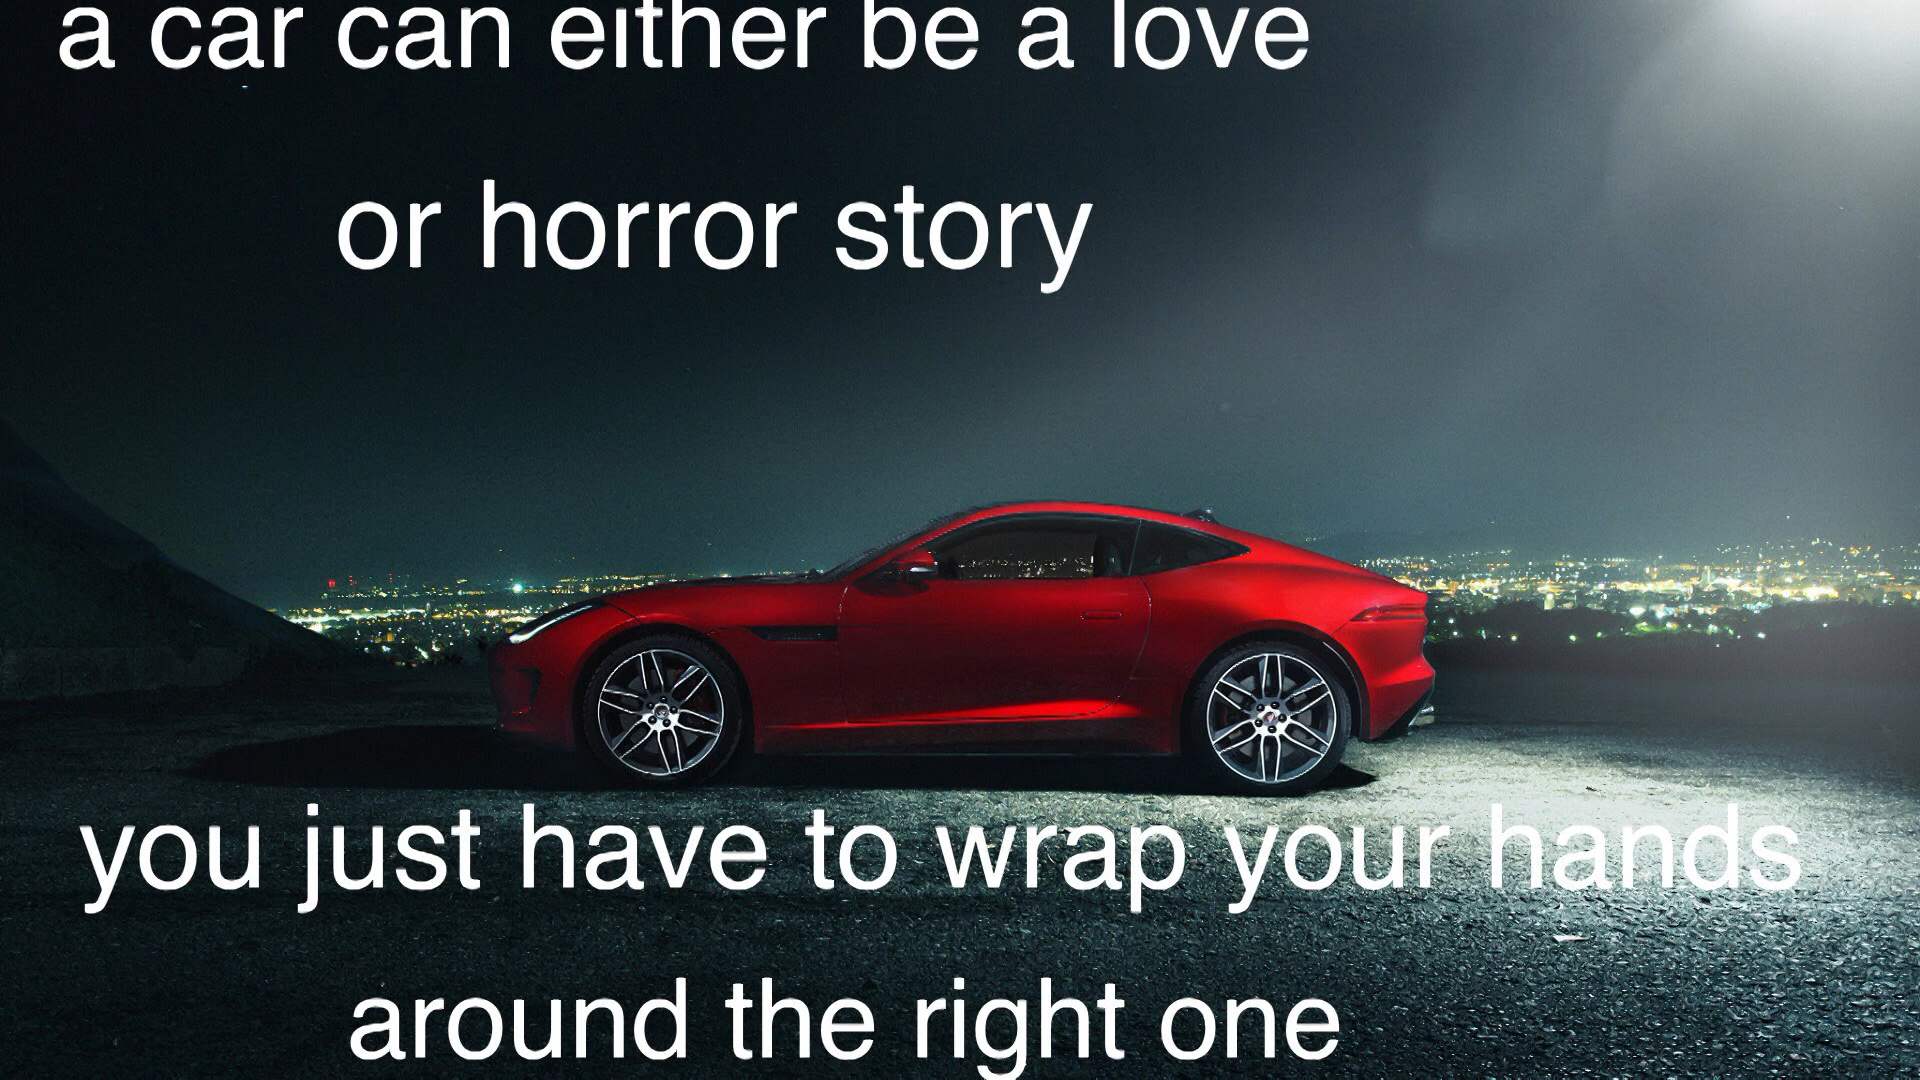 a car can either be a love
or horror story
you just have to wrap your hands
around the right one